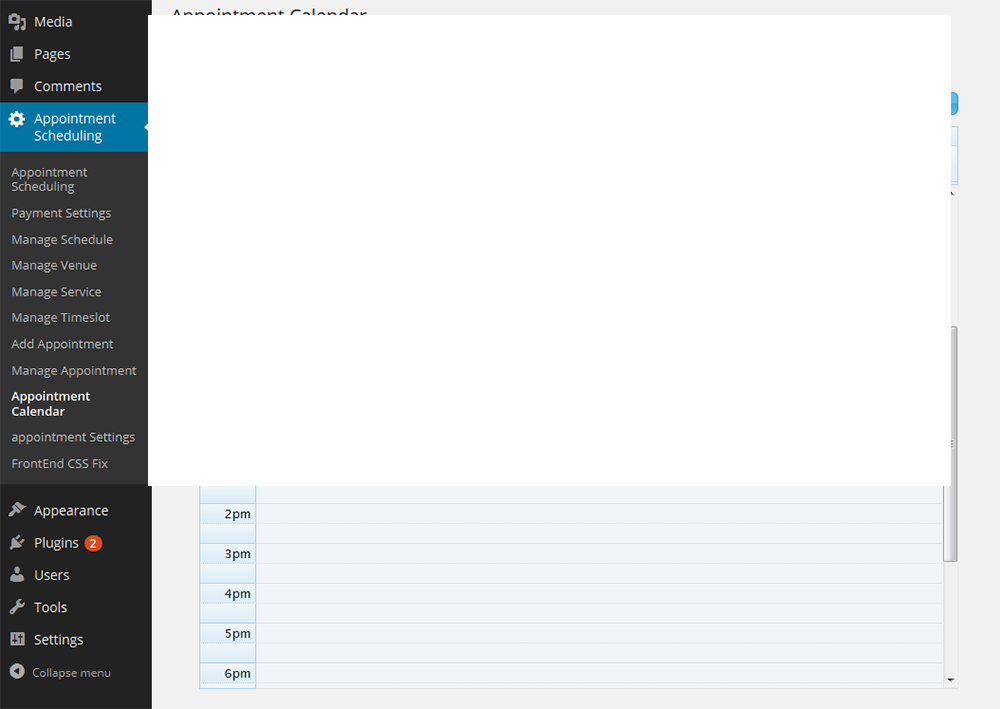 Appointment Calendar
Media
Pages
Comments
Appointment
Scheduling
Appointment
Scheduling
Payment Settings
Manage Schedule
Manage Venue
Manage Service
Manage Timeslot
Add Appointment
Manage Appointment
Appointment
Calendar
appointment Settings
FrontEnd CSS Fix
Appearance
Plugins 2
Users
Tools
Settings
Collapse menu
2pm
3pm
4pm
5pm
6pm